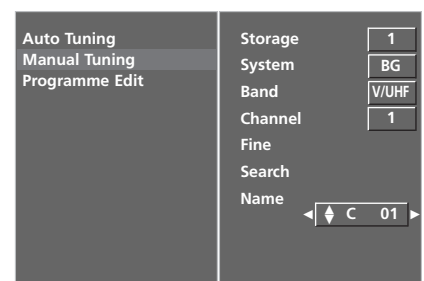 Auto Tuning
Manual Tuning
Programme Edit
Storage 1
System BG
Band V/UHF
Channel 1
Fine
Search
Name
C 01